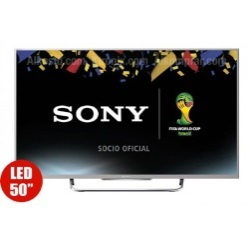 SONY
SOCIO OFICIAL
FIFA WORLD CUP
Brasil
LED
50"